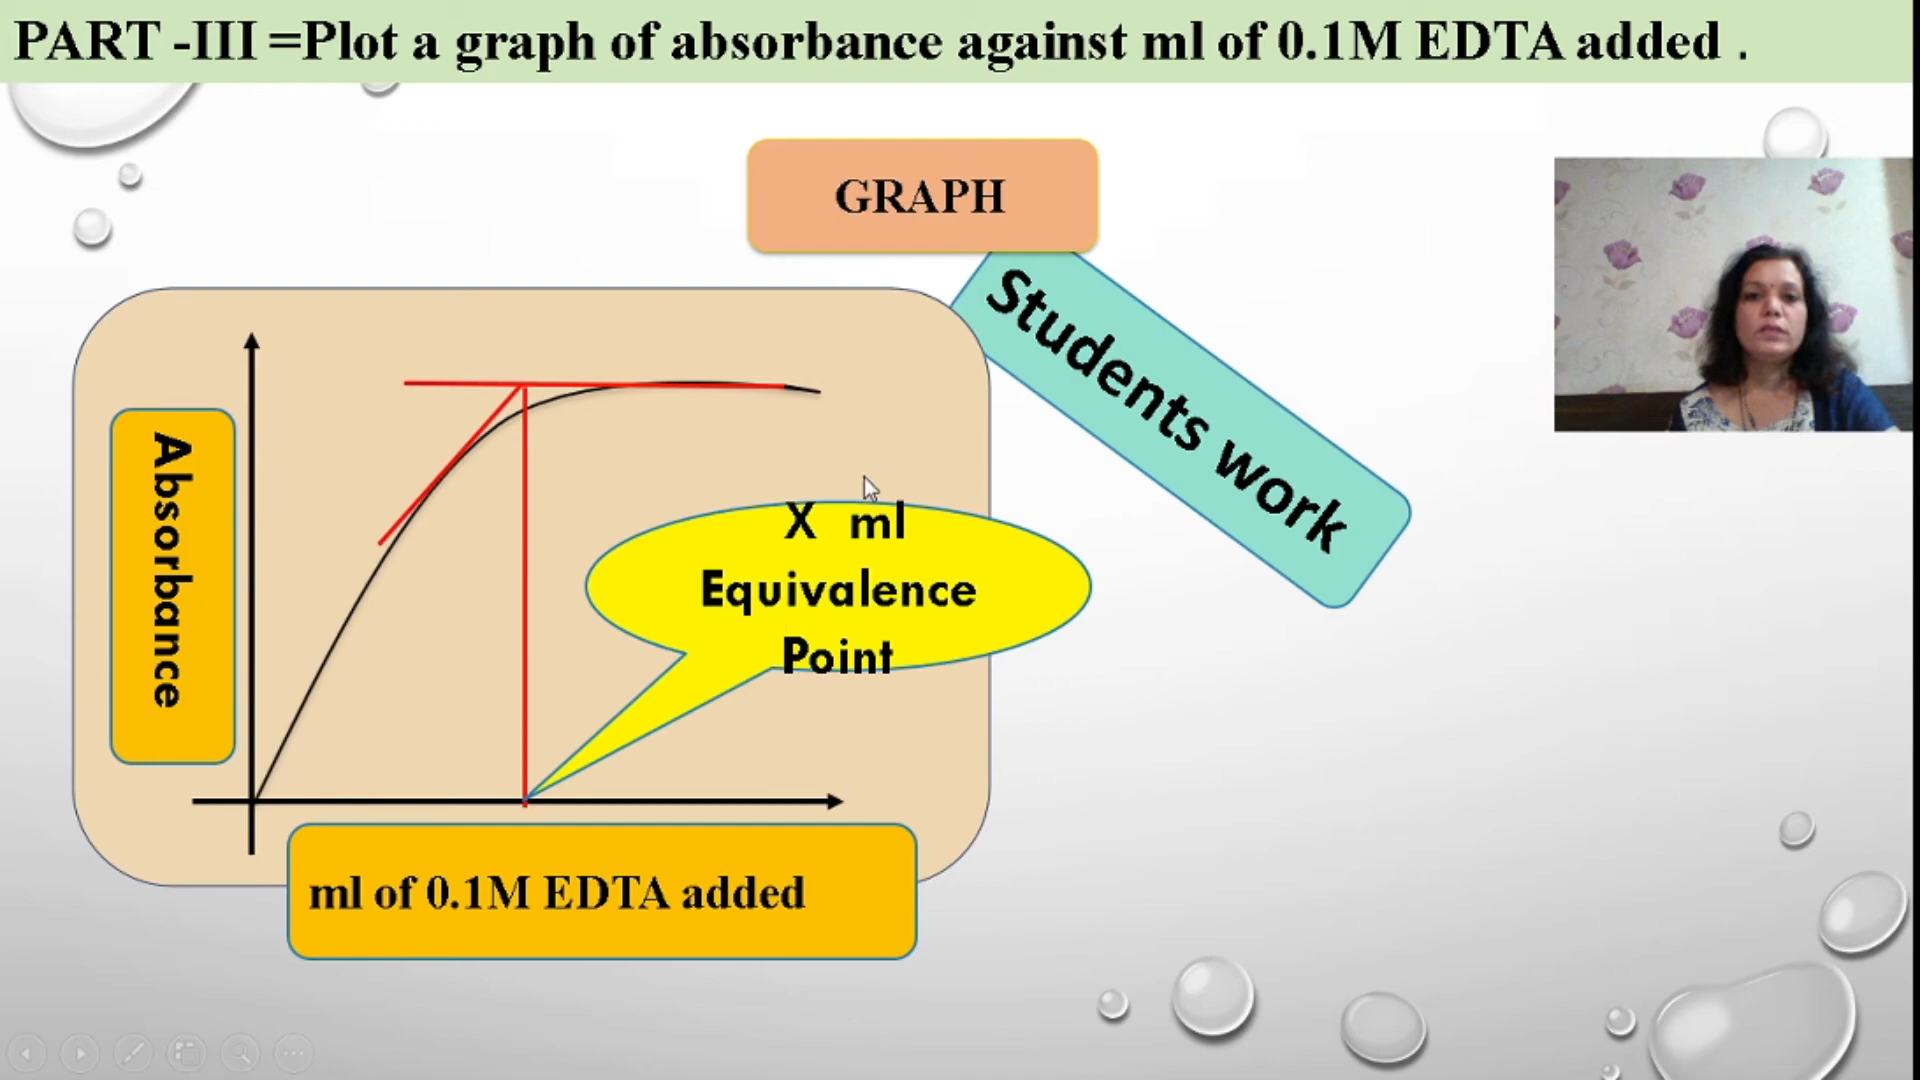 PART -III =Plot a graph of absorbance against ml of 0.1M EDTA added .
GRAPH
Students work
Absorbance
X ml
Equivalence
Point
ml of 0.1M EDTA added